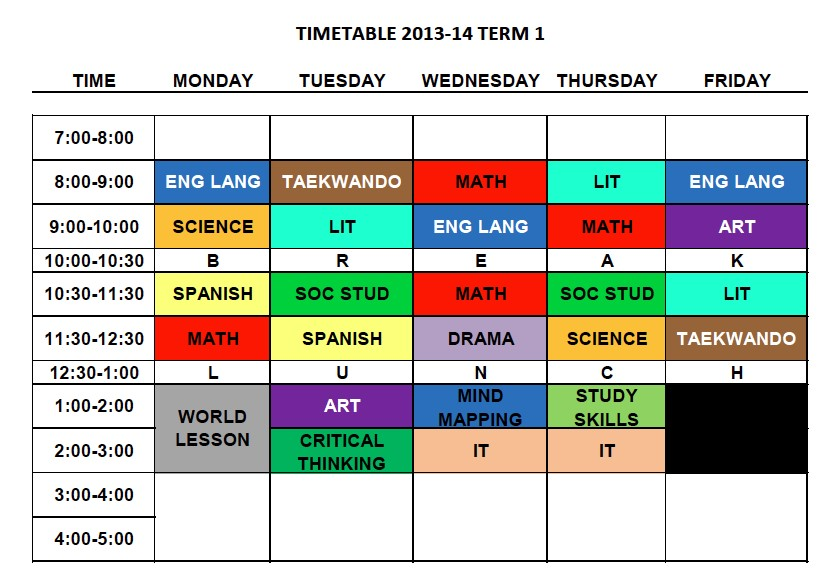 TIMETABLE 2013-14 TERM 1
TIME MONDAY TUESDAY WEDNESDAY THURSDAY FRIDAY
7:00-8:00
8:00-9:00 ENG LANG TAEKWANDO MATH LIT ENG LANG
9:00-10:00 SCIENCE LIT ENG LANG MATH ART
10:00-10:30 B R E A K
10:30-11:30 SPANISH SOC STUD MATH SOC STUD LIT
11:30-12:30 MATH SPANISH DRAMA SCIENCE TAEKWANDO
12:30-1:00 L U N C H
1:00-2:00 WORLD LESSON ART MIND MAPPING STUDY SKILLS
2:00-3:00 CRITICAL THINKING IT IT
3:00-4:00
4:00-5:00